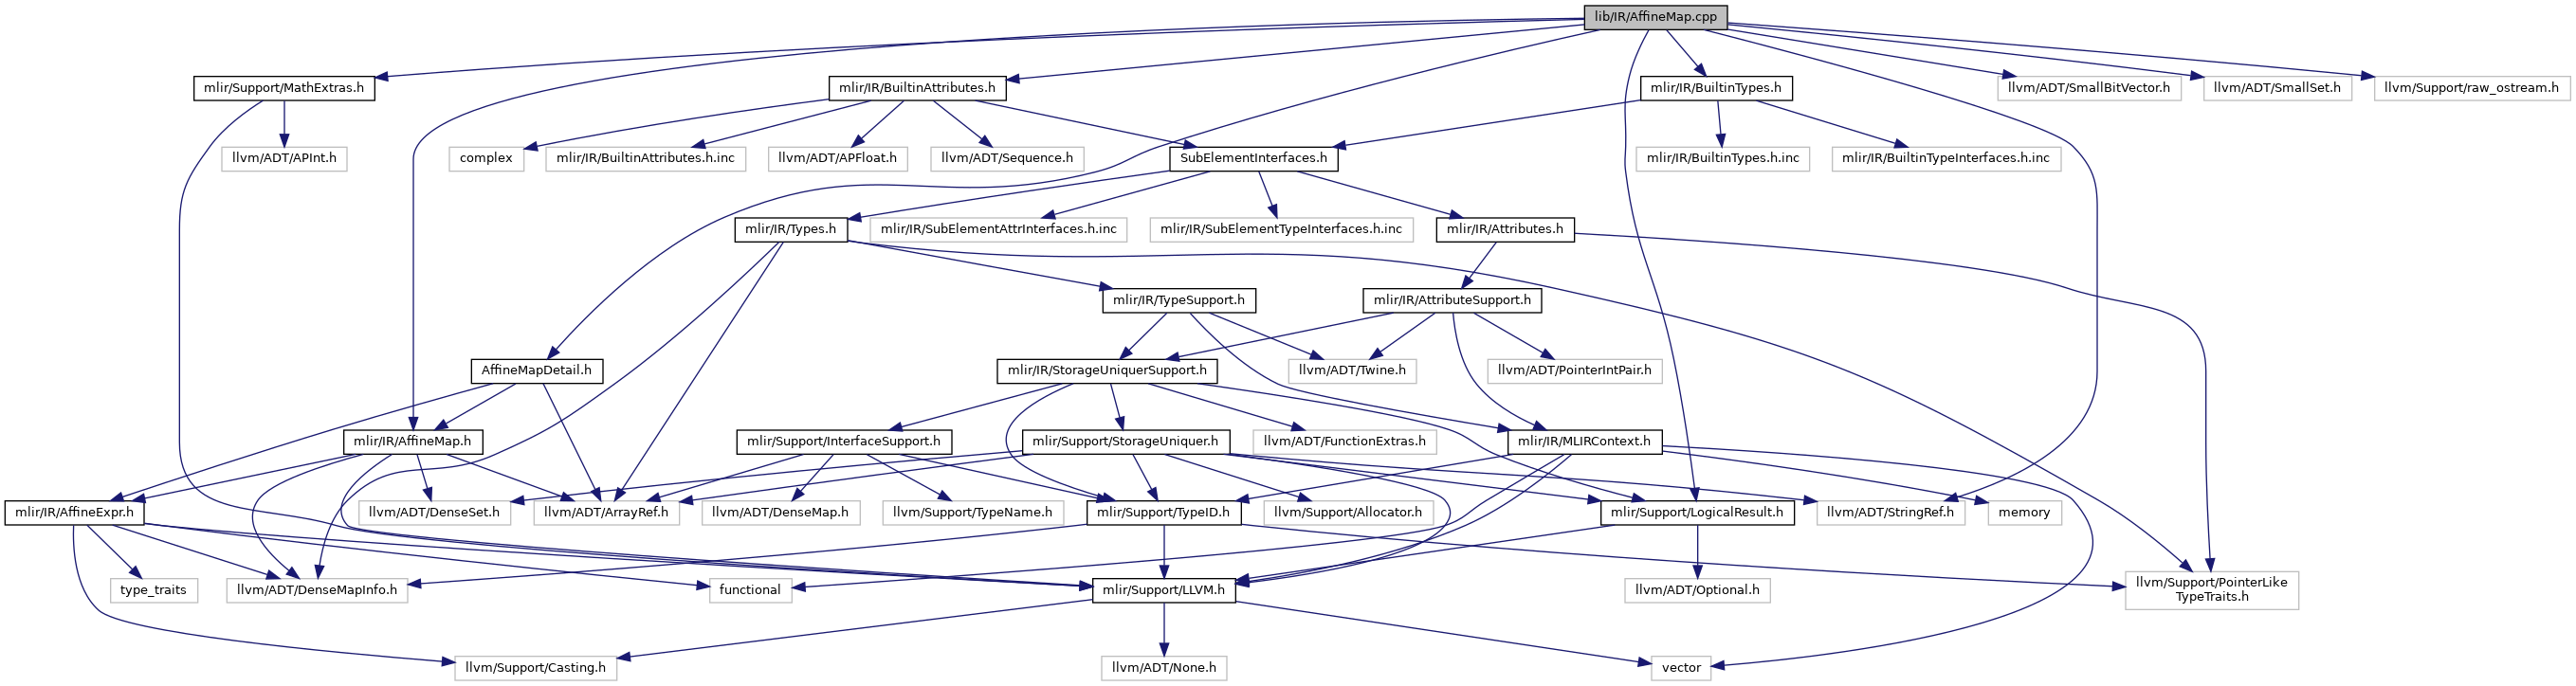 lib/IR/AffineMap.cpp
mlir/Support/MathExtras.h
mlir/IR/BuiltinAttributes.h
mlir/IR/BuiltinTypes.h
llvm/ADT/SmallBitVector.h
llvm/ADT/SmallSet.h
llvm/Support/raw_ostream.h
llvm/ADT/APInt.h
complex
mlir/IR/BuiltinAttributes.h.inc
llvm/ADT/APFloat.h
llvm/ADT/Sequence.h
SubElementInterfaces.h
mlir/IR/BuiltinTypes.h.inc
mlir/IR/BuiltinTypeInterfaces.h.inc
mlir/IR/Types.h
mlir/IR/SubElementAttrInterfaces.h.inc
mlir/IR/SubElementTypeInterfaces.h.inc
mlir/IR/Attributes.h
mlir/IR/TypeSupport.h
mlir/IR/AttributeSupport.h
AffineMapDetail.h
mlir/IR/StorageUniquerSupport.h
llvm/ADT/Twine.h
llvm/ADT/PointerIntPair.h
mlir/IR/AffineMap.h
mlir/Support/InterfaceSupport.h
mlir/Support/StorageUniquer.h
llvm/ADT/FunctionExtras.h
mlir/IR/MLIRContext.h
mlir/IR/AffineExpr.h
llvm/ADT/DenseSet.h
llvm/ADT/ArrayRef.h
llvm/ADT/DenseMap.h
llvm/Support/TypeName.h
mlir/Support/TypeID.h
llvm/Support/Allocator.h
mlir/Support/LogicalResult.h
llvm/ADT/StringRef.h
memory
type_traits
llvm/ADT/DenseMapInfo.h
functional
mlir/Support/LLVM.h
llvm/ADT/Optional.h
llvm/Support/PointerLike
TypeTraits.h
llvm/Support/Casting.h
llvm/ADT/None.h
vector